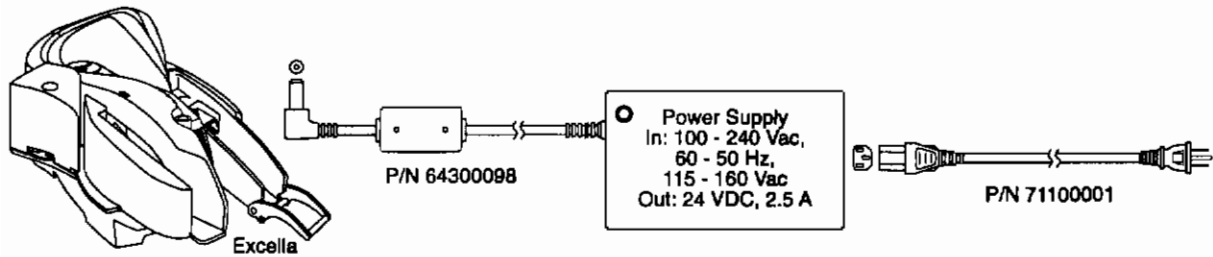 Power Supply
In: 100 - 240 Vac,
60 - 50 Hz,
115 - 160 Vac
Out: 24 VDC, 2.5 A
P/N 64300098
P/N 71100001
Excella